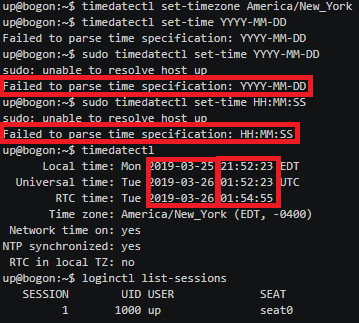 up@bogon:~$ timedatectl set-timezone America/New_York
up@bogon:~$ timedatectl set-time YYYY-MM-DD
Failed to parse time specification: YYYY-MM-DD
up@bogon:~$ sudo timedatectl set-time YYYY-MM-DD
sudo: unable to resolve host up
Failed to parse time specification: YYYY-MM-DD
up@bogon:~$ sudo timedatectl set-time HH:MM:SS
sudo: unable to resolve host up
Failed to parse time specification: HH:MM:SS
up@bogon:~$ timedatectl
Local time: Mon 2019-03-25 21:52:23 EDT
Universal time: Tue 2019-03-26 01:52:23 UTC
RTC time: Tue 2019-03-26 01:54:55
Time zone: America/New_York (EDT, -0400)
Network time on: yes
NTP synchronized: yes
RTC in local TZ: no
up@bogon:~$ loginctl list-sessions
SESSION UID USER SEAT
1 1000 up seat0